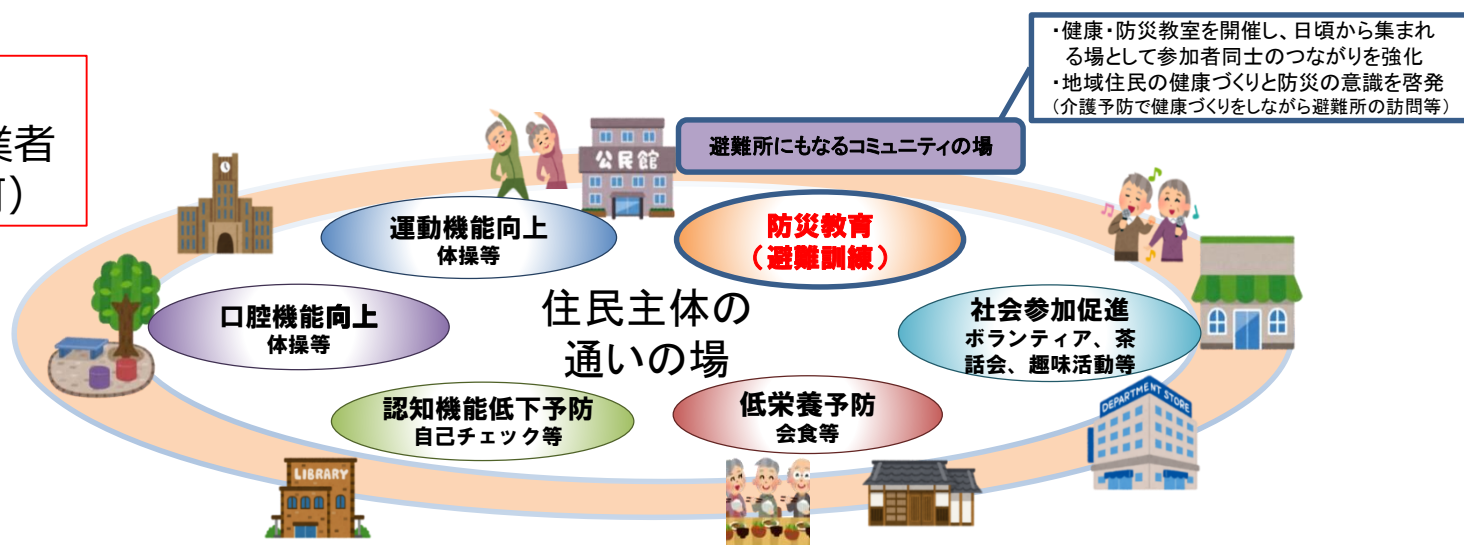 ・健康・防災教室を開催し、日頃から集まれ
る場として参加者同士のつながりを強化
・地域住民の健康づくりと防災の意識を啓発
（介護予防で健康づくりをしながら避難所の訪問等）
業者
可）
公民館
避難所にもなるコミュニティの場
運動機能向上
体操等
防災教育
（避難訓練）
口腔機能向上
体操等
住民主体の
通いの場
社会参加促進
ボランティア、茶
話会、趣味活動等
認知機能低下予防
自己チェック等
低栄養予防
会食等
DEPARTMENT STORE
LIBRARY